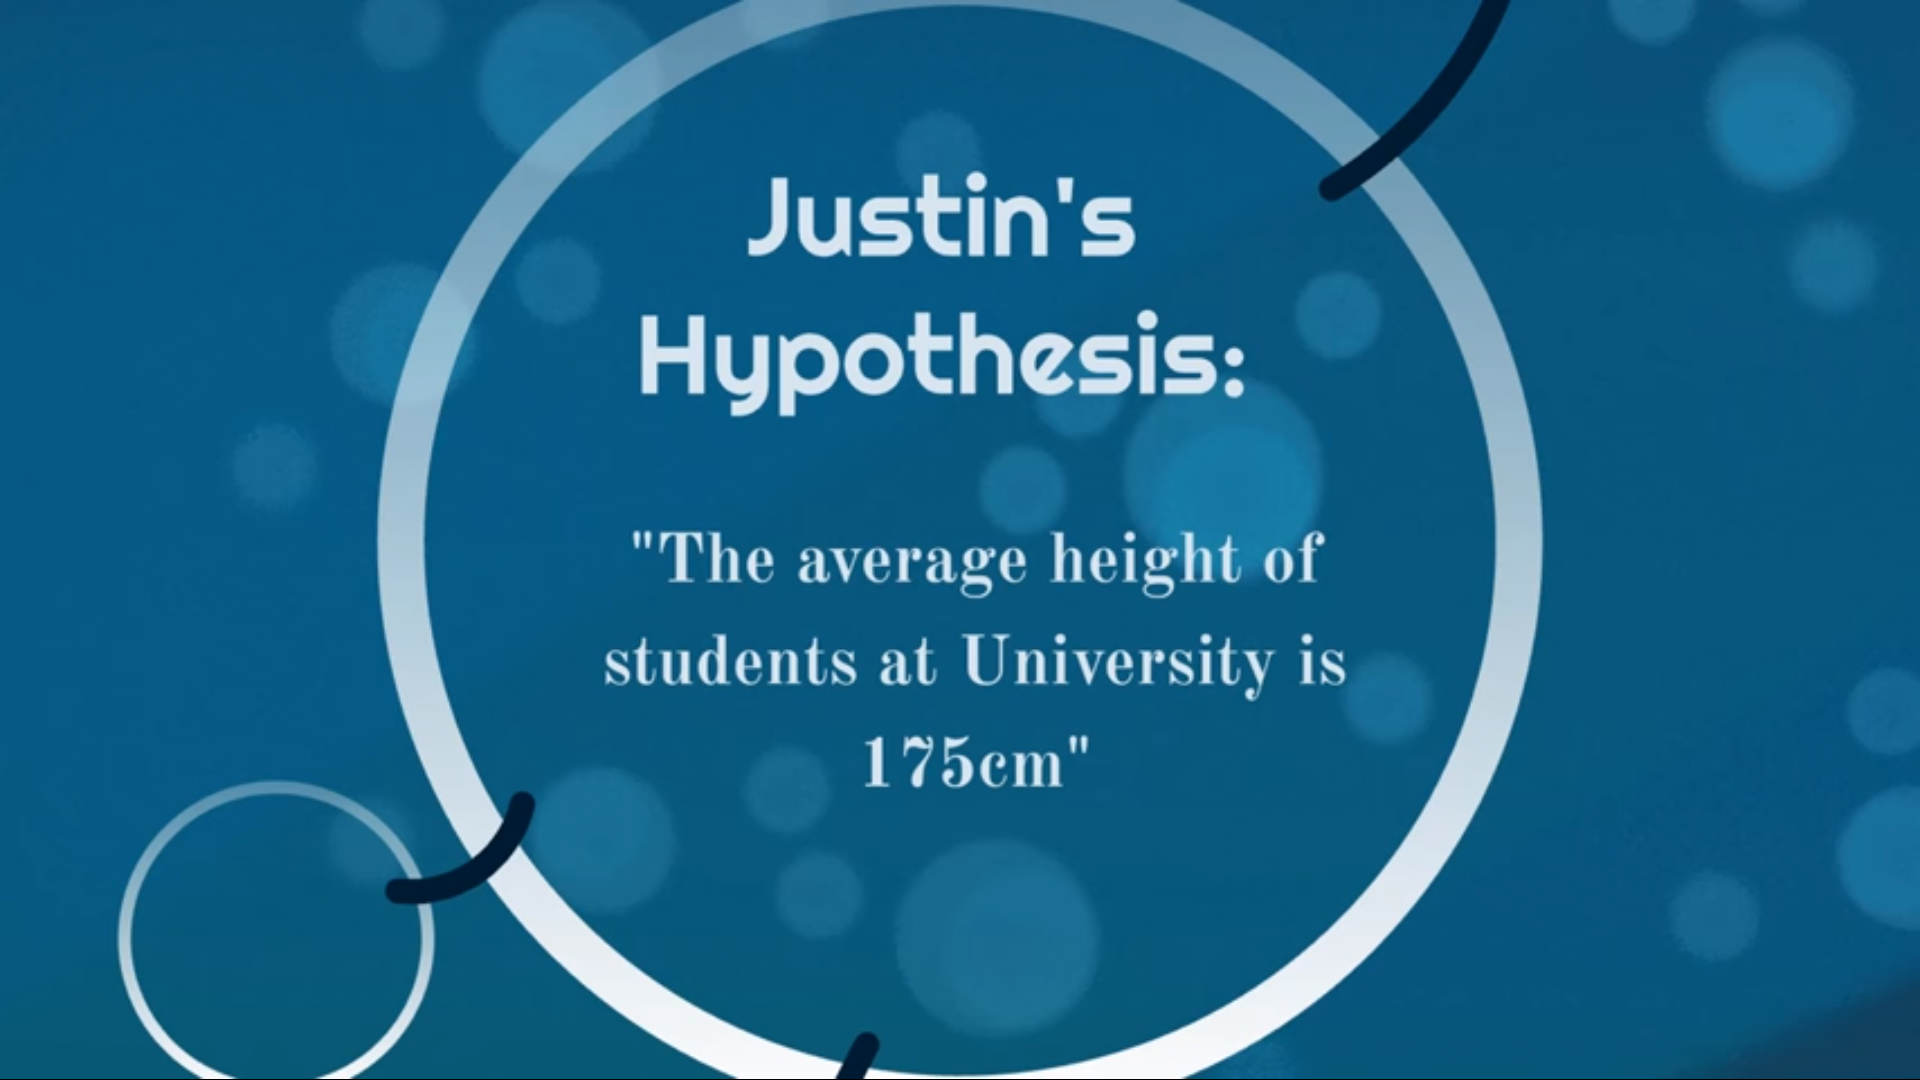 Justin's
Hypothesis:
"The average height of
students at University is
175cm"